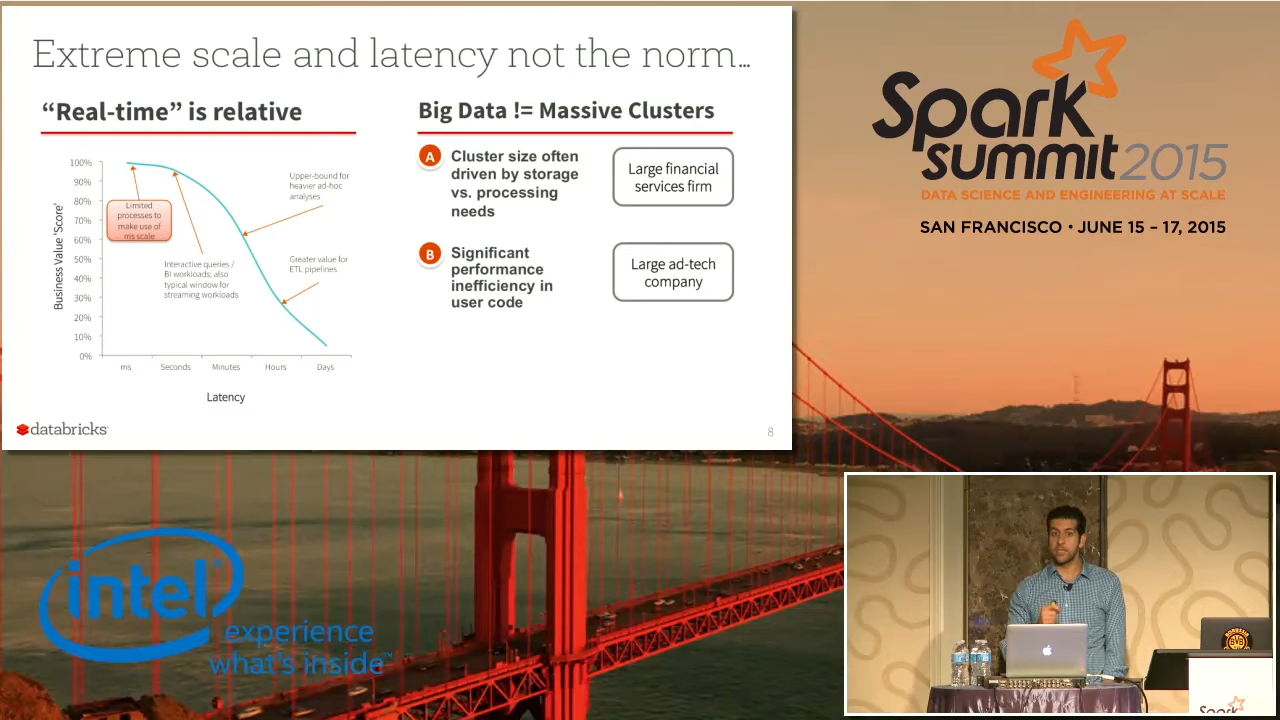 Extreme scale and latency not the norm…
“Real-time” is relative
100%
90%
80%
70%
60%
50%
40%
30%
20%
10%
0%
Business Value 'Score'
Limited
processes to
make use of
ms scale
Upper-bound for
heavier ad-hoc
analyses
Interactive queries /
BI workloads; also
typical window for
streaming workloads
Greater value for
ETL pipelines
ms
Seconds
Minutes
Hours
Days
Latency
Big Data != Massive Clusters
A
Cluster size often
driven by storage
vs. processing
needs
Large financial
services firm
B
Significant
performance
inefficiency in
user code
Large ad-tech
company
databricks
8
Spark
summit 2015
DATA SCIENCE AND ENGINEERING AT SCALE
SAN FRANCISCO • JUNE 15 – 17, 2015
intel®
experience
what's inside™
Spark